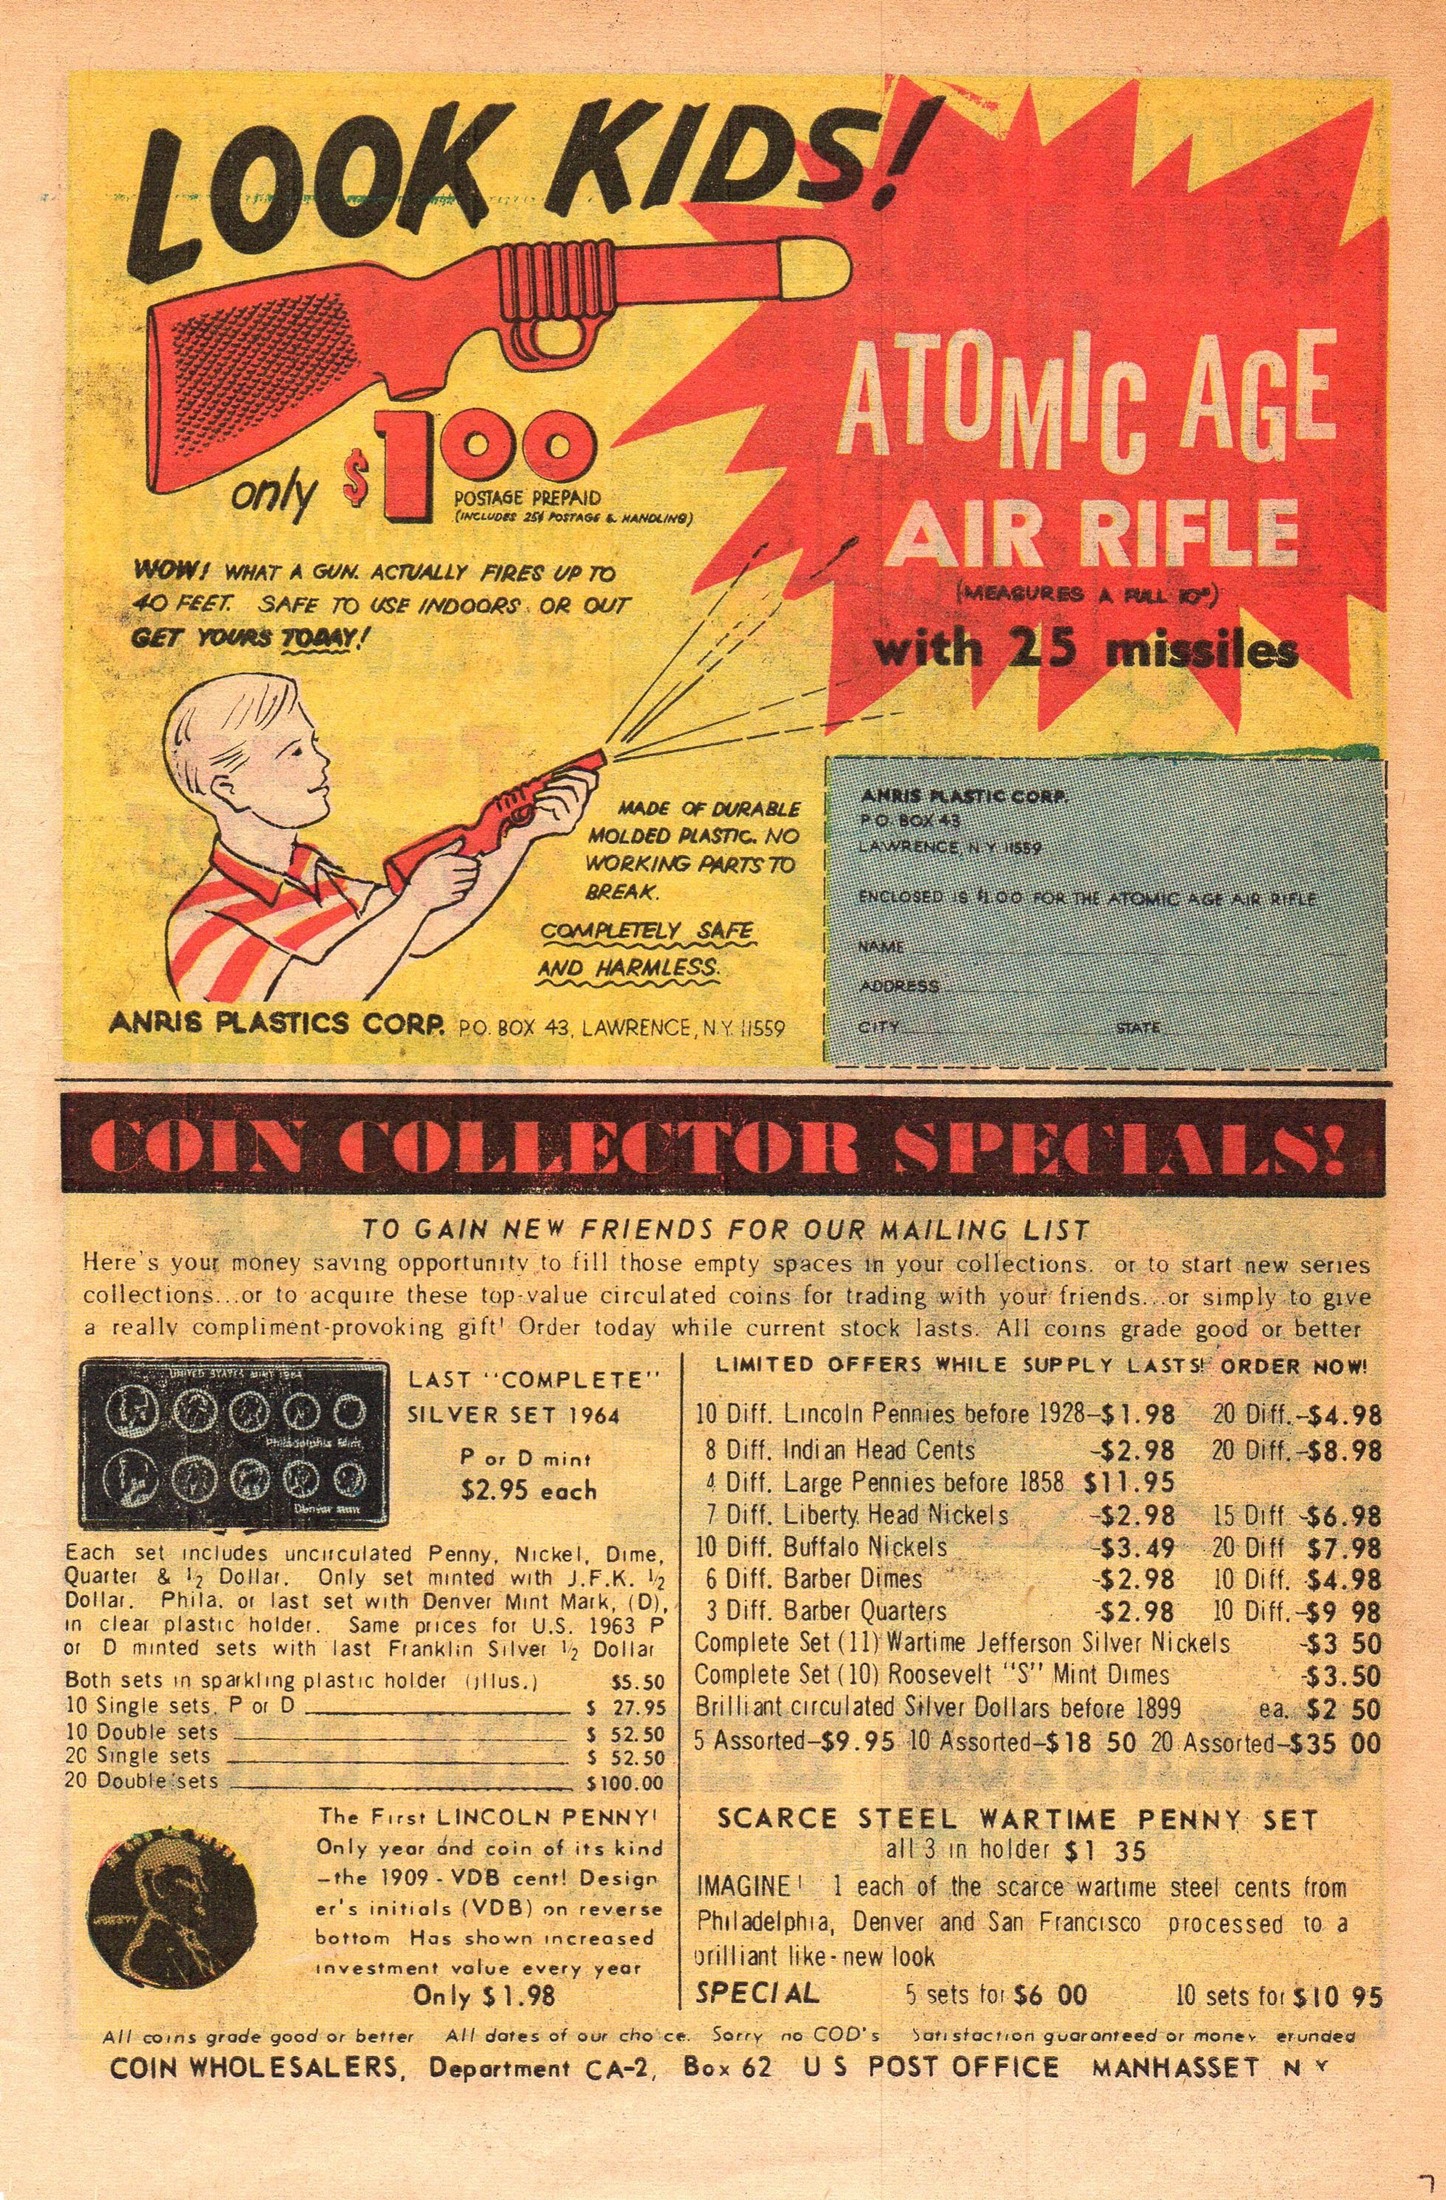 LOOK KIDS!
ATOMIC AGE
AIR RIFLE
(MEASURES A FULL 10")
with 25 missiles
only $1.00
POSTAGE PREPAID
(INCLUDES 25¢ POSTAGE & HANDLING)
WOW! WHAT A GUN. ACTUALLY FIRES UP TO
40 FEET. SAFE TO USE INDOORS OR OUT
GET YOURS TODAY!
MADE OF DURABLE
MOLDED PLASTIC. NO
WORKING PARTS TO
BREAK.
COMPLETELY SAFE
AND HARMLESS.
ANRIS PLASTICS CORP. P.O. BOX 43, LAWRENCE, N.Y. 11559
ANRIS PLASTIC CORP.
P.O. BOX 43
LAWRENCE, N.Y. 11559
ENCLOSED IS $1.00 FOR THE ATOMIC AGE AIR RIFLE
NAME
ADDRESS
CITY STATE
COIN COLLECTOR SPECIALS!
TO GAIN NEW FRIENDS FOR OUR MAILING LIST
Here's your money saving opportunity to fill those empty spaces in your collections. or to start new series
collections...or to acquire these top-value circulated coins for trading with your friends...or simply to give
a really compliment-provoking gift! Order today while current stock lasts. All coins grade good or better
UNITED STATES MINT 1964
Philadelphia Mint
Denver Mint
LAST "COMPLETE"
SILVER SET 1964
P or D mint
$2.95 each
Each set includes uncirculated Penny, Nickel, Dime,
Quarter & 1/2 Dollar. Only set minted with J.F.K. 1/2
Dollar. Phila. or last set with Denver Mint Mark, (D),
in clear plastic holder. Same prices for U.S. 1963 P
or D minted sets with last Franklin Silver 1/2 Dollar
Both sets in sparkling plastic holder (illus.) $5.50
10 Single sets, P or D $ 27.95
10 Double sets $ 52.50
20 Single sets $ 52.50
20 Double sets $100.00
The First LINCOLN PENNY!
Only year and coin of its kind
-the 1909-VDB cent! Design
er's initials (VDB) on reverse
bottom Has shown increased
investment value every year
Only $1.98
LIMITED OFFERS WHILE SUPPLY LASTS! ORDER NOW!
10 Diff. Lincoln Pennies before 1928-$1.98 20 Diff.-$4.98
8 Diff. Indian Head Cents -$2.98 20 Diff.-$8.98
4 Diff. Large Pennies before 1858 $11.95
7 Diff. Liberty Head Nickels -$2.98 15 Diff -$6.98
10 Diff. Buffalo Nickels -$3.49 20 Diff $7.98
6 Diff. Barber Dimes -$2.98 10 Diff. -$4.98
3 Diff. Barber Quarters -$2.98 10 Diff.-$9 98
Complete Set (11) Wartime Jefferson Silver Nickels -$3 50
Complete Set (10) Roosevelt "S" Mint Dimes -$3.50
Brilliant circulated Silver Dollars before 1899 ea. $2 50
5 Assorted-$9.95 10 Assorted-$18 50 20 Assorted-$35 00
SCARCE STEEL WARTIME PENNY SET
all 3 in holder $1 35
IMAGINE! 1 each of the scarce wartime steel cents from
Philadelphia, Denver and San Francisco processed to a
brilliant like-new look
SPECIAL 5 sets for $6 00 10 sets for $10 95
All coins grade good or better All dates of our choice. Sorry no COD's Satisfaction guaranteed or money refunded
COIN WHOLESALERS, Department CA-2, Box 62 U S POST OFFICE MANHASSET N Y
7